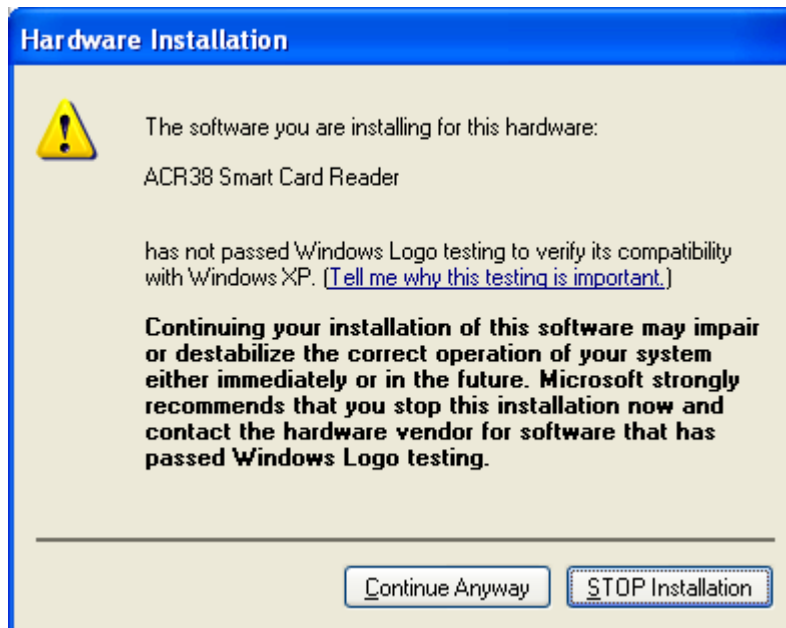 Hardware Installation
The software you are installing for this hardware:
ACR38 Smart Card Reader
has not passed Windows Logo testing to verify its compatibility
with Windows XP. (Tell me why this testing is important.)
Continuing your installation of this software may impair
or destabilize the correct operation of your system
either immediately or in the future. Microsoft strongly
recommends that you stop this installation now and
contact the hardware vendor for software that has
passed Windows Logo testing.
Continue Anyway
STOP Installation